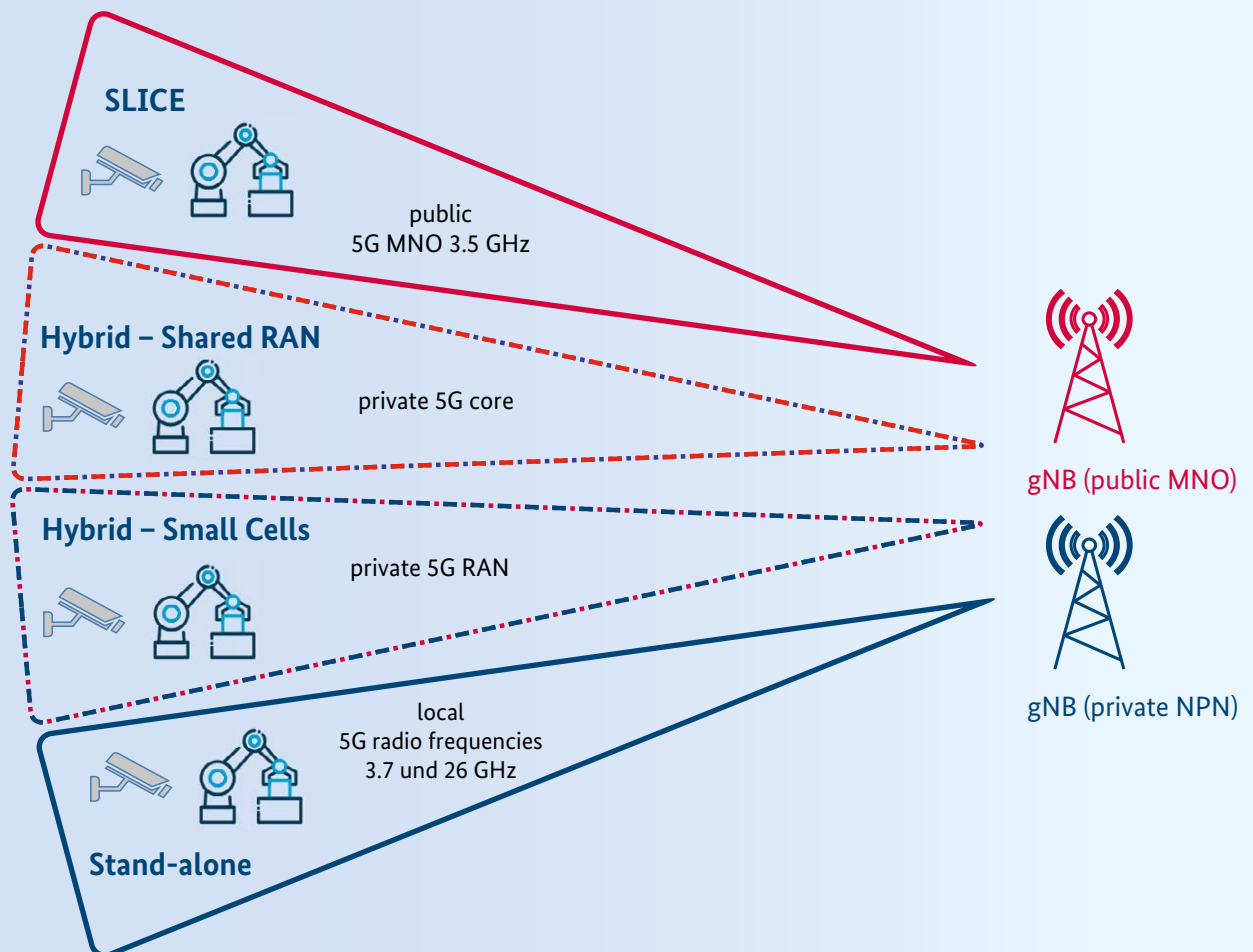 SLICE
public
5G MNO 3.5 GHz
Hybrid – Shared RAN
private 5G core
gNB (public MNO)
Hybrid – Small Cells
private 5G RAN
gNB (private NPN)
local
5G radio frequencies
3.7 und 26 GHz
Stand-alone